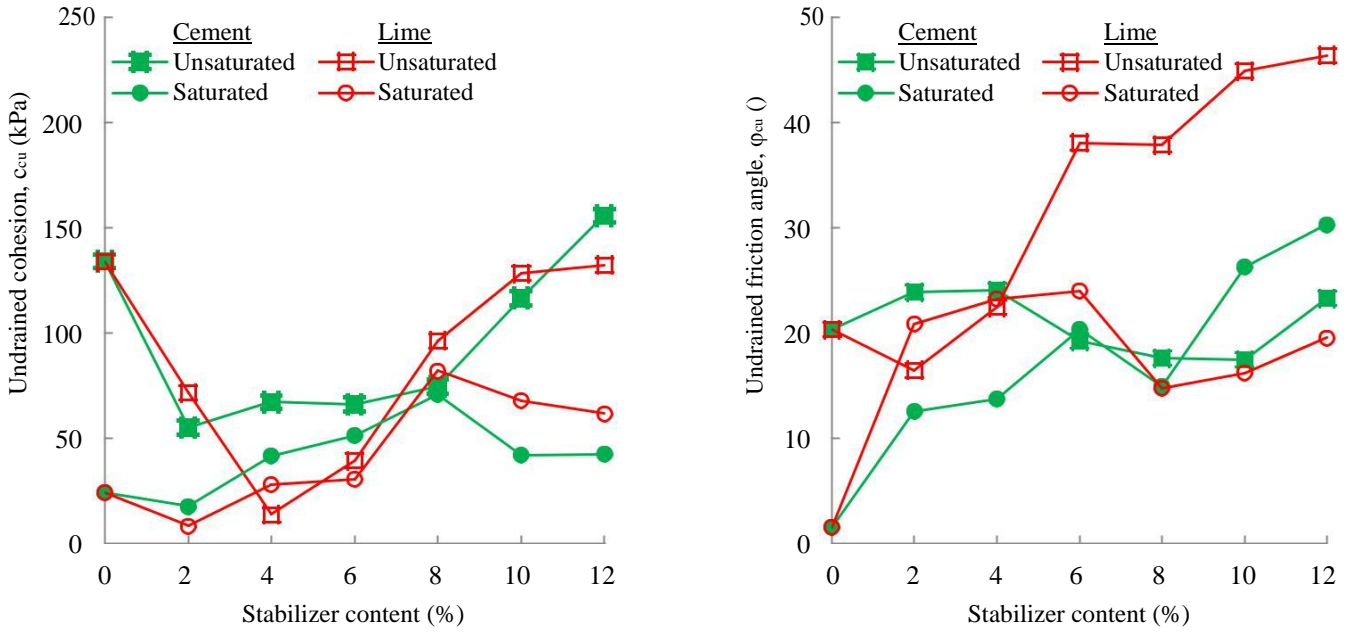 250
Cement Lime
Unsaturated Unsaturated
Saturated Saturated
200
150
100
50
0
0 2 4 6 8 10 12
Undrained cohesion, ccu (kPa)
Stabilizer content (%)
50
Cement Lime
Unsaturated Unsaturated
Saturated Saturated
40
30
20
10
0
0 2 4 6 8 10 12
Undrained friction angle, φcu ()
Stabilizer content (%)